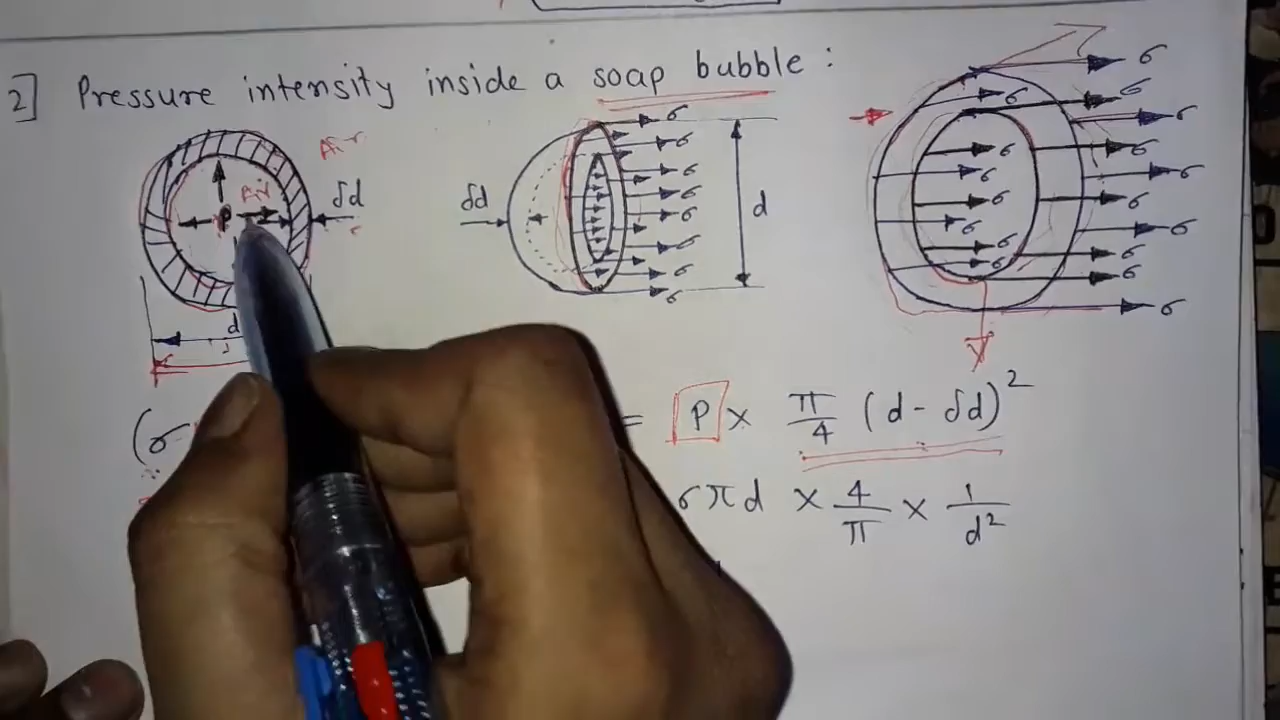 2] Pressure intensity inside a soap bubble :
Air
Air
P
δd
d
δd
σ σ σ σ σ σ σ σ
d
σ σ σ σ σ σ σ σ σ σ σ σ σ σ σ
(σ
= P × π/4 (d - δd)²
σπd × 4/π × 1/d²